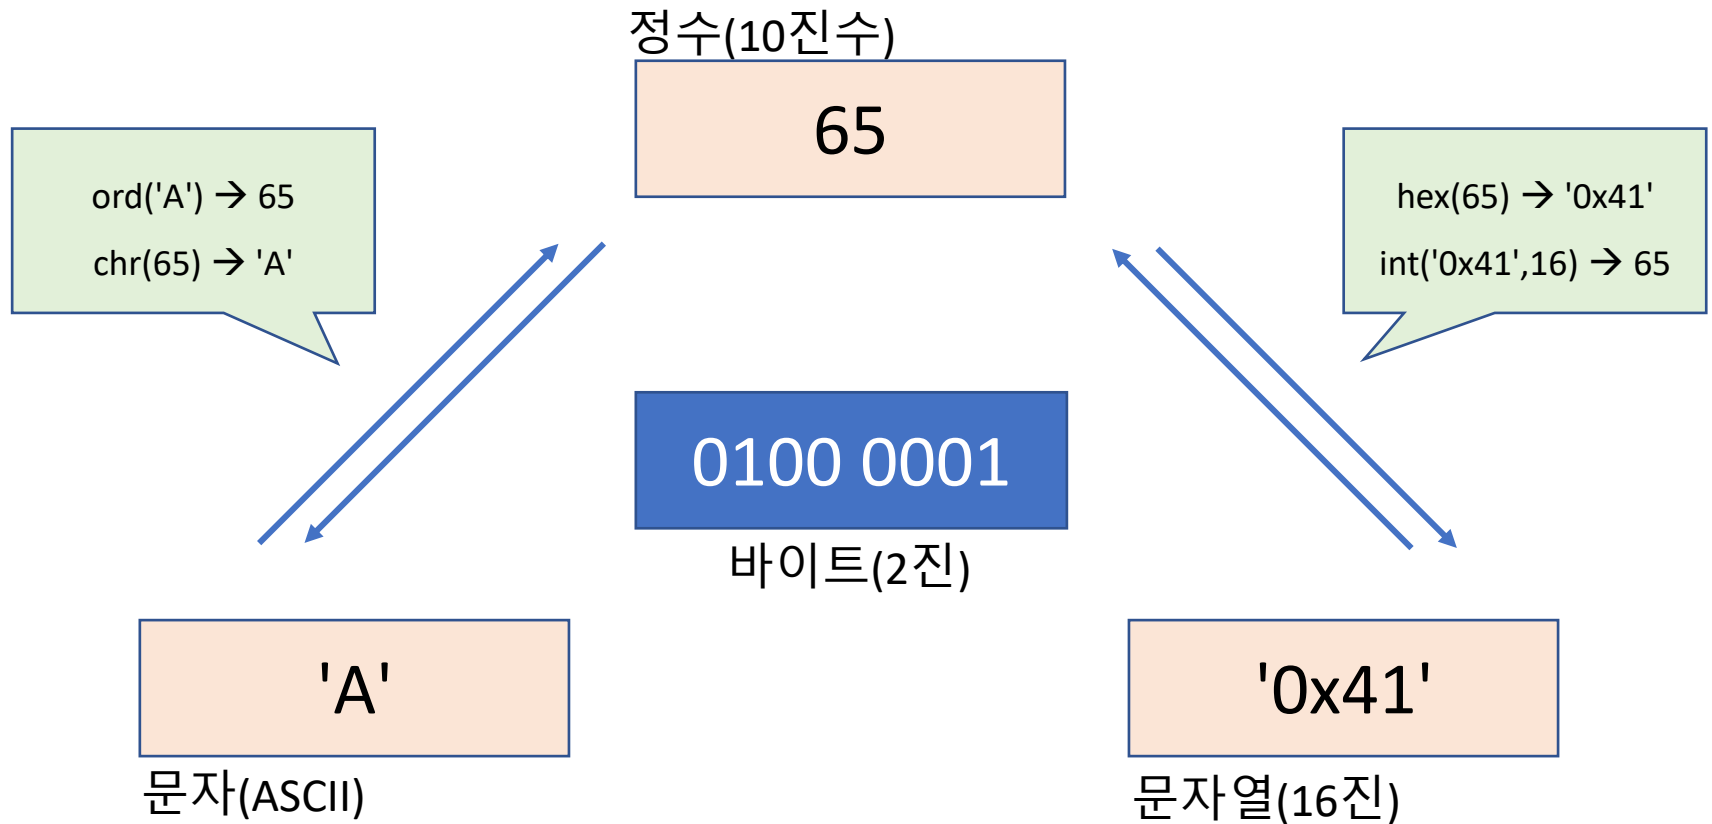 정수(10진수)
65
ord('A') → 65
chr(65) → 'A'
hex(65) → '0x41'
int('0x41',16) → 65
0100 0001
바이트(2진)
'A'
문자(ASCII)
'0x41'
문자열(16진)